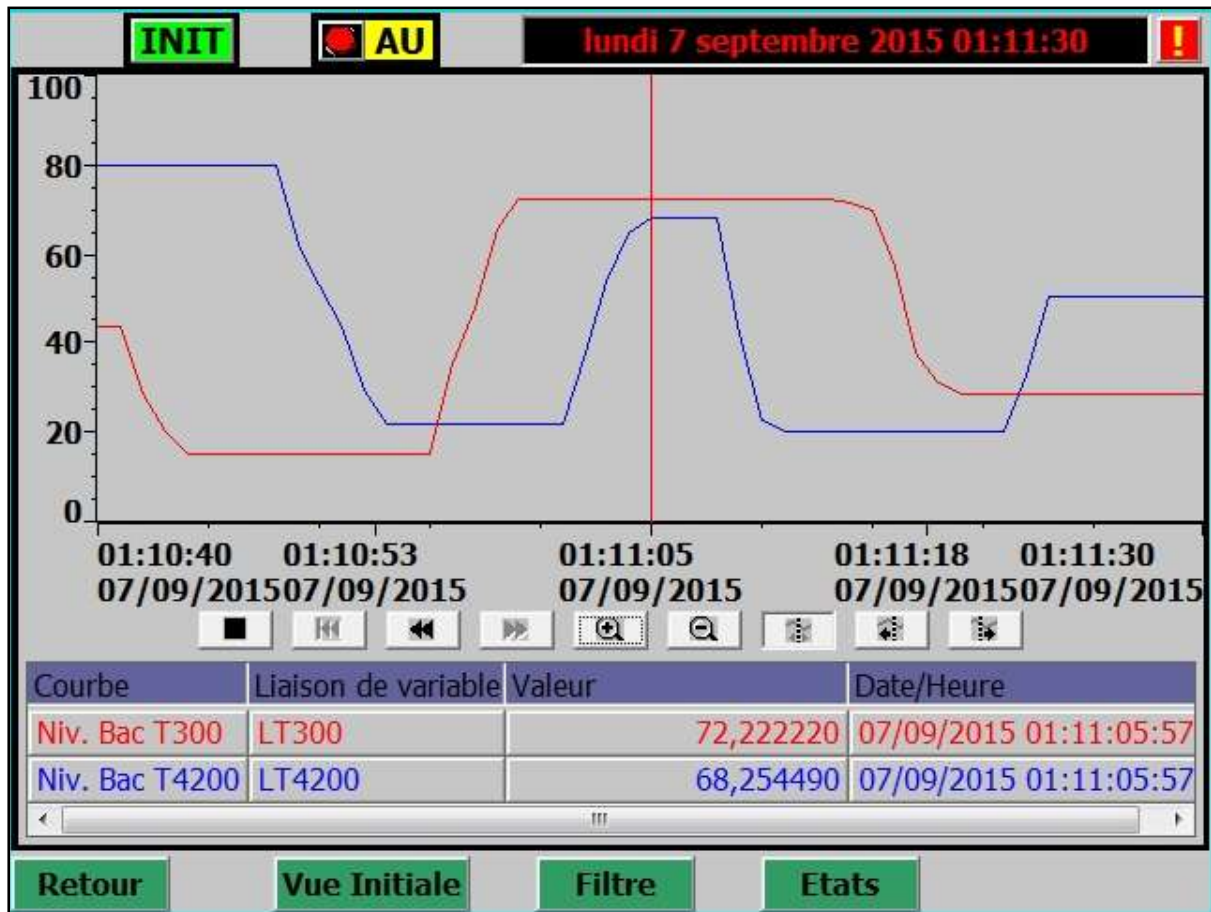 INIT AU lundi 7 septembre 2015 01:11:30 !
100
80
60
40
20
0
01:10:40 01:10:53 01:11:05 01:11:18 01:11:30
07/09/2015 07/09/2015 07/09/2015 07/09/2015 07/09/2015
Courbe Liaison de variable Valeur Date/Heure
Niv. Bac T300 LT300 72,222220 07/09/2015 01:11:05:57
Niv. Bac T4200 LT4200 68,254490 07/09/2015 01:11:05:57
Retour Vue Initiale Filtre Etats